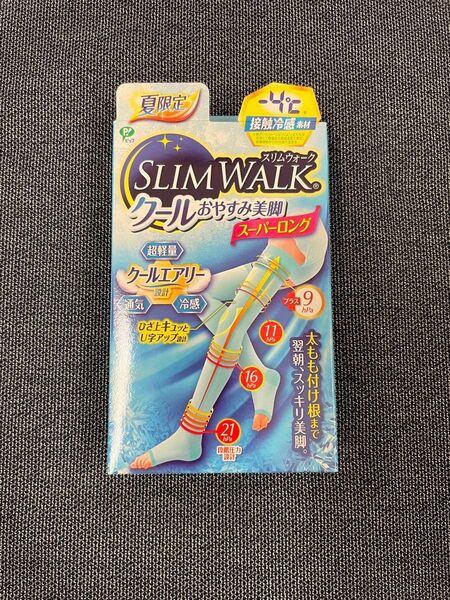 夏限定
-4℃
接触冷感素材
ピップ
スリムウォーク
SLIMWALK®
クールおやすみ美脚
スーパーロング
超軽量
クールエアリー
設計
通気
冷感
ひざ上キュッと
U字アップ設計
プラス 9
hPa
11
hPa
16
hPa
21
hPa
段階圧力
設計
太もも付け根まで
翌朝、スッキリ美脚。